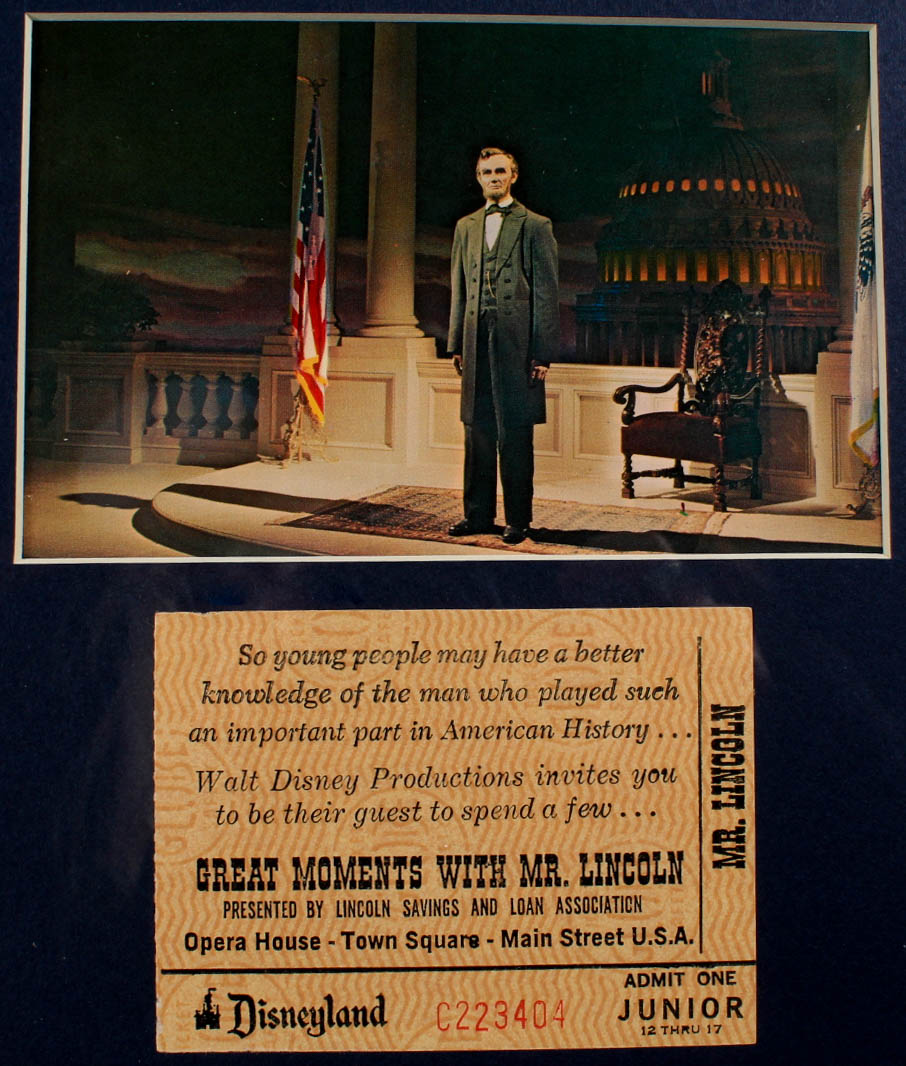 So young people may have a better
knowledge of the man who played such
an important part in American History . . .
Walt Disney Productions invites you
to be their guest to spend a few . . .
GREAT MOMENTS WITH MR. LINCOLN
PRESENTED BY LINCOLN SAVINGS AND LOAN ASSOCIATION
Opera House - Town Square - Main Street U.S.A.
MR. LINCOLN
Disneyland
C223404
ADMIT ONE
JUNIOR
12 THRU 17